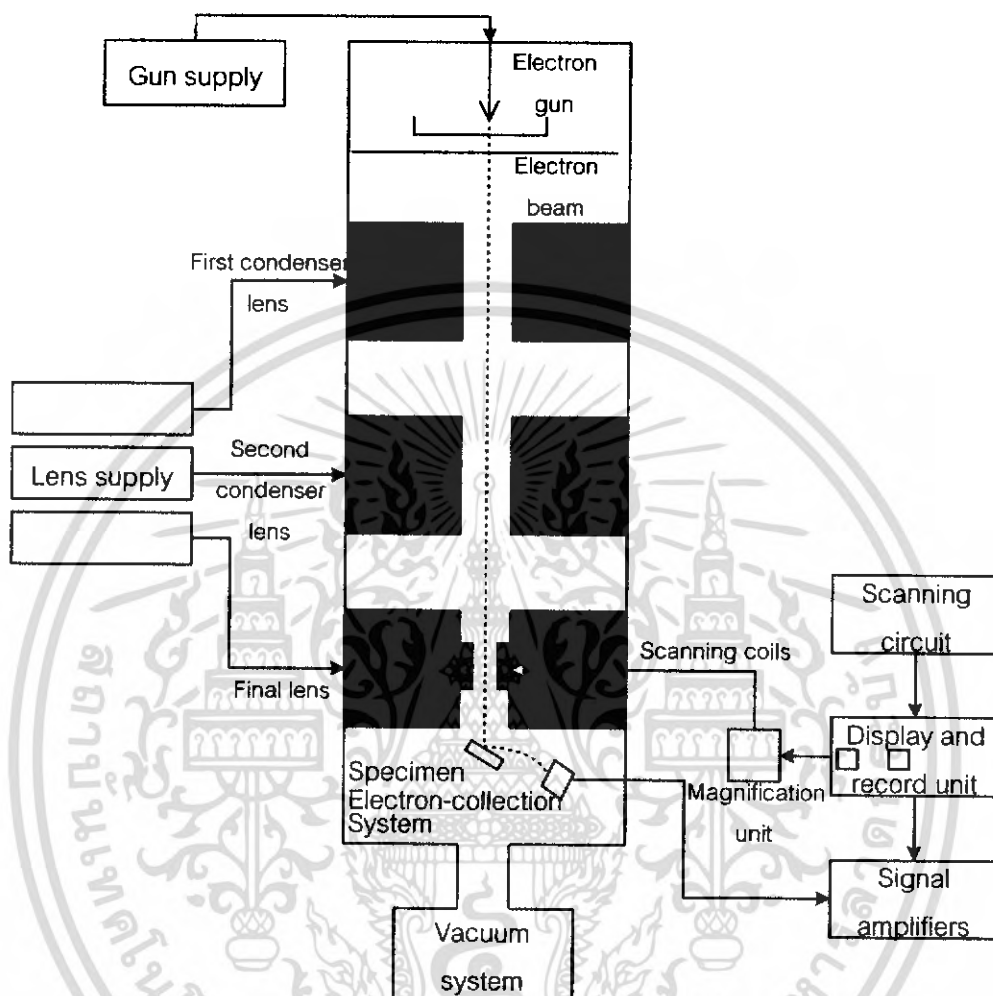 Gun supply
Electron
gun
Electron
beam
First condenser
lens
Lens supply
Second
condenser
lens
Final lens
Scanning coils
Scanning
circuit
Display and
record unit
Magnification
unit
Specimen
Electron-collection
System
Signal
amplifiers
Vacuum
system